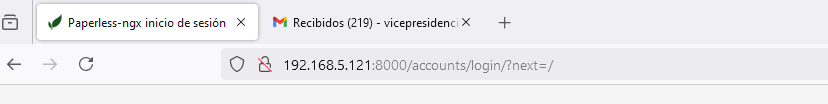 Paperless-ngx inicio de sesión
Recibidos (219) - vicepresidenci
192.168.5.121:8000/accounts/login/?next=/